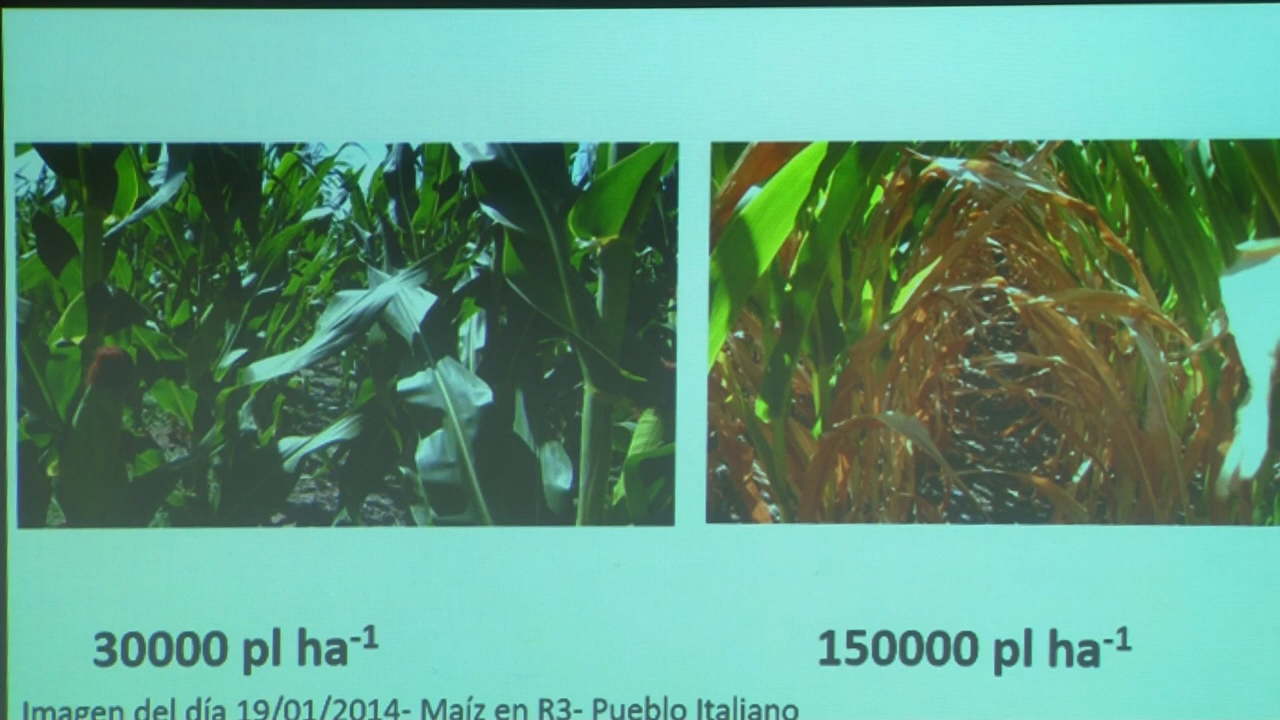 30000 pl ha⁻¹
150000 pl ha⁻¹
Imagen del día 19/01/2014- Maíz en R3- Pueblo Italiano